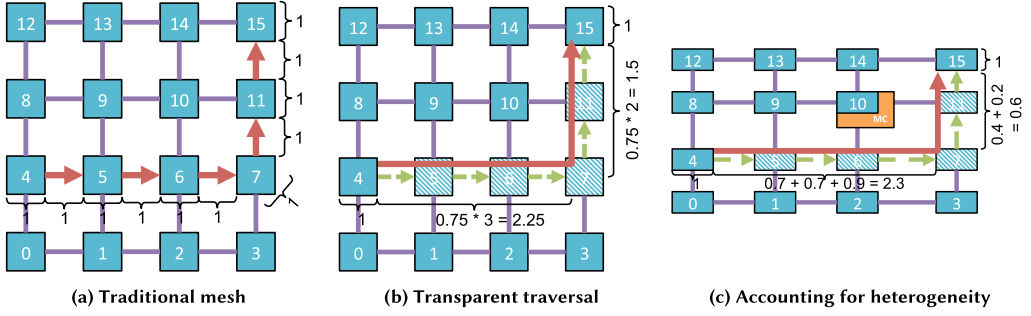 12 13 14 15 1
1
8 9 10 11 1
1
4 5 6 7
1 1 1 1 1 1 1
0 1 2 3
(a) Traditional mesh
12 13 14 15 1
8 9 10 11
0.75 * 2 = 1.5
4 5 6 7
1 0.75 * 3 = 2.25
0 1 2 3
(b) Transparent traversal
12 13 14 15 1
8 9 10 11
MC
0.4 + 0.2
= 0.6
4 5 6 7
1 0.7 + 0.7 + 0.9 = 2.3
0 1 2 3
(c) Accounting for heterogeneity